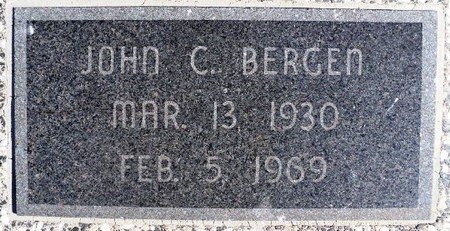 JOHN C. BERGEN
MAR. 13, 1930
FEB. 5, 1969